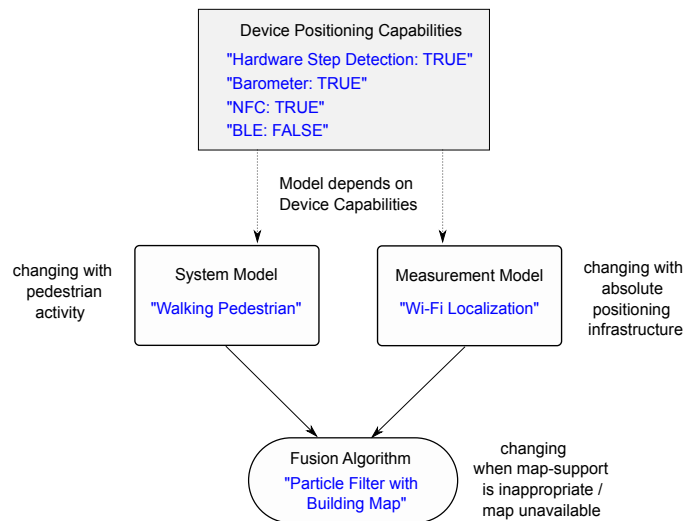 Device Positioning Capabilities
"Hardware Step Detection: TRUE"
"Barometer: TRUE"
"NFC: TRUE"
"BLE: FALSE"
Model depends on
Device Capabilities
changing with
pedestrian
activity
System Model
"Walking Pedestrian"
Measurement Model
"Wi-Fi Localization"
changing with
absolute
positioning
infrastructure
Fusion Algorithm
"Particle Filter with
Building Map"
changing
when map-support
is inappropriate /
map unavailable